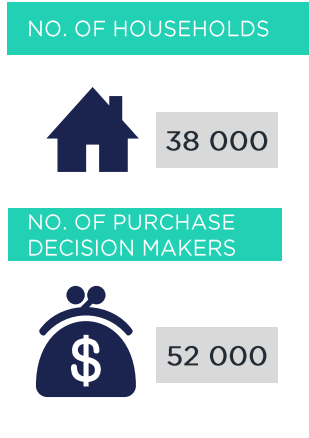 NO. OF HOUSEHOLDS
38 000
NO. OF PURCHASE
DECISION MAKERS
$
52 000